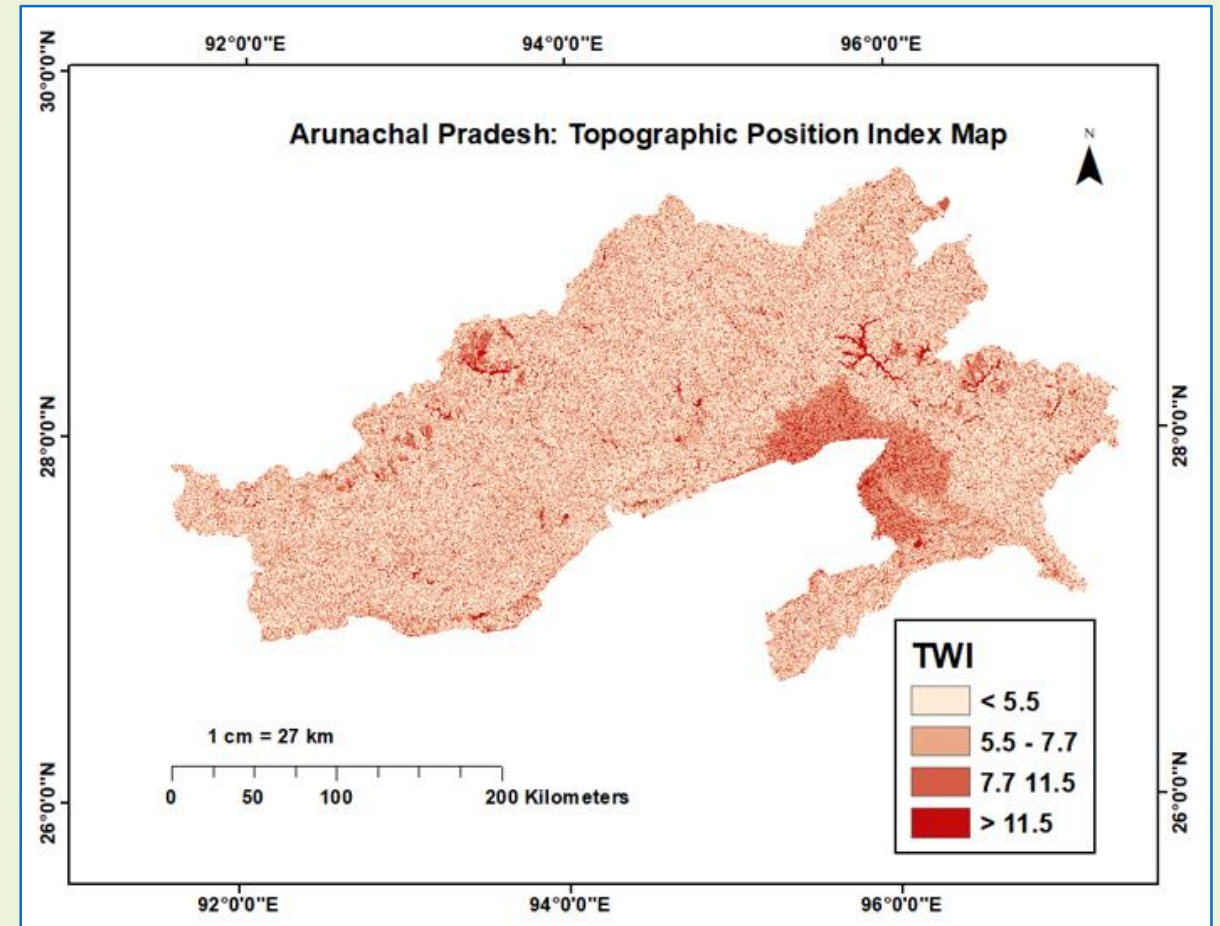 92°0'0"E 94°0'0"E 96°0'0"E
30°0'0"N
Arunachal Pradesh: Topographic Position Index Map
N
28°0'0"N
28°0'0"N
TWI
< 5.5
5.5 - 7.7
7.7 11.5
> 11.5
1 cm = 27 km
0 50 100 200 Kilometers
26°0'0"N
26°0'0"N
92°0'0"E 94°0'0"E 96°0'0"E